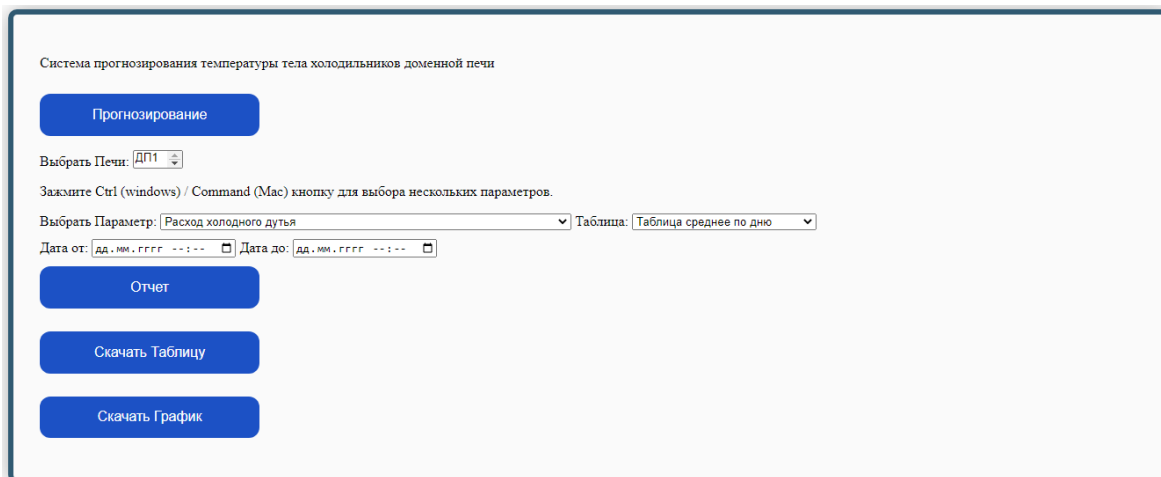 Система прогнозирования температуры тела холодильников доменной печи
Прогнозирование
Выбрать Печи: ДП1
Зажмите Ctrl (windows) / Command (Mac) кнопку для выбора нескольких параметров.
Выбрать Параметр: Расход холодного дутья Таблица: Таблица среднее по дню
Дата от: дд.мм.гггг --:-- Дата до: дд.мм.гггг --:--
Отчет
Скачать Таблицу
Скачать График